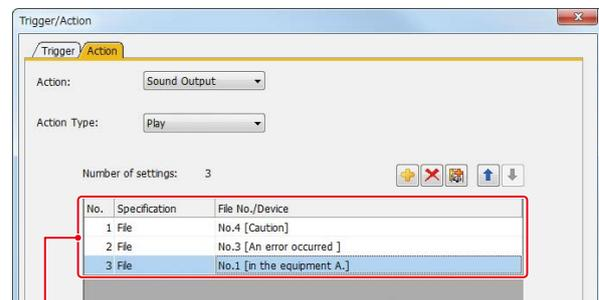 Trigger/Action
Trigger Action
Action: Sound Output
Action Type: Play
Number of settings: 3
No. Specification File No./Device
1 File No.4 [Caution]
2 File No.3 [An error occurred ]
3 File No.1 [in the equipment A.]